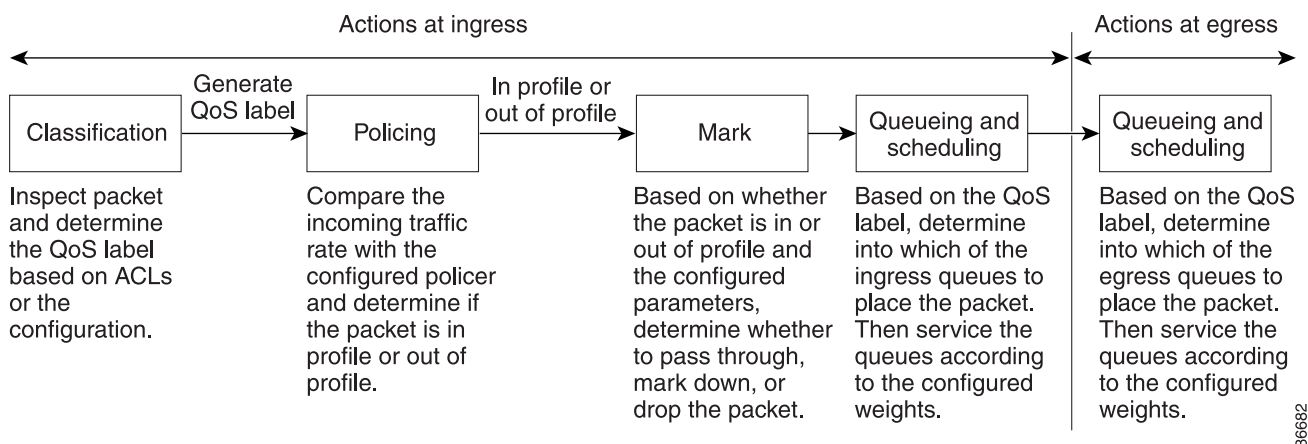 Actions at ingress
Actions at egress
Generate
QoS label
In profile or
out of profile
Classification
Policing
Mark
Queueing and
scheduling
Queueing and
scheduling
Inspect packet
and determine
the QoS label
based on ACLs
or the
configuration.
Compare the
incoming traffic
rate with the
configured policer
and determine if
the packet is in
profile or out of
profile.
Based on whether
the packet is in or
out of profile and
the configured
parameters,
determine whether
to pass through,
mark down, or
drop the packet.
Based on the QoS
label, determine
into which of the
ingress queues to
place the packet.
Then service the
queues according
to the configured
weights.
Based on the QoS
label, determine
into which of the
egress queues to
place the packet.
Then service the
queues according
to the configured
weights.
86682